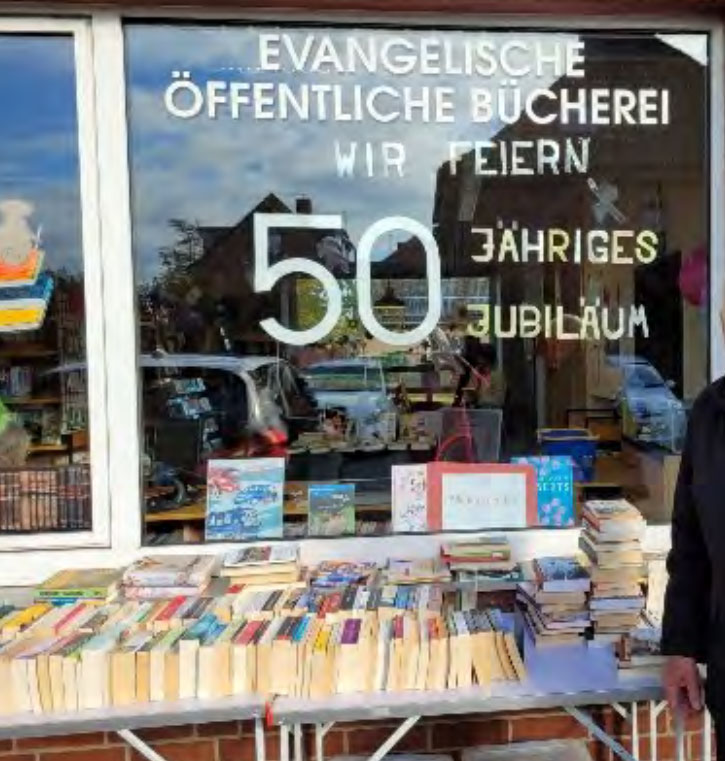 EVANGELISCHE
ÖFFENTLICHE BÜCHEREI
WIR FEIERN
50 JÄHRIGES
JUBILÄUM